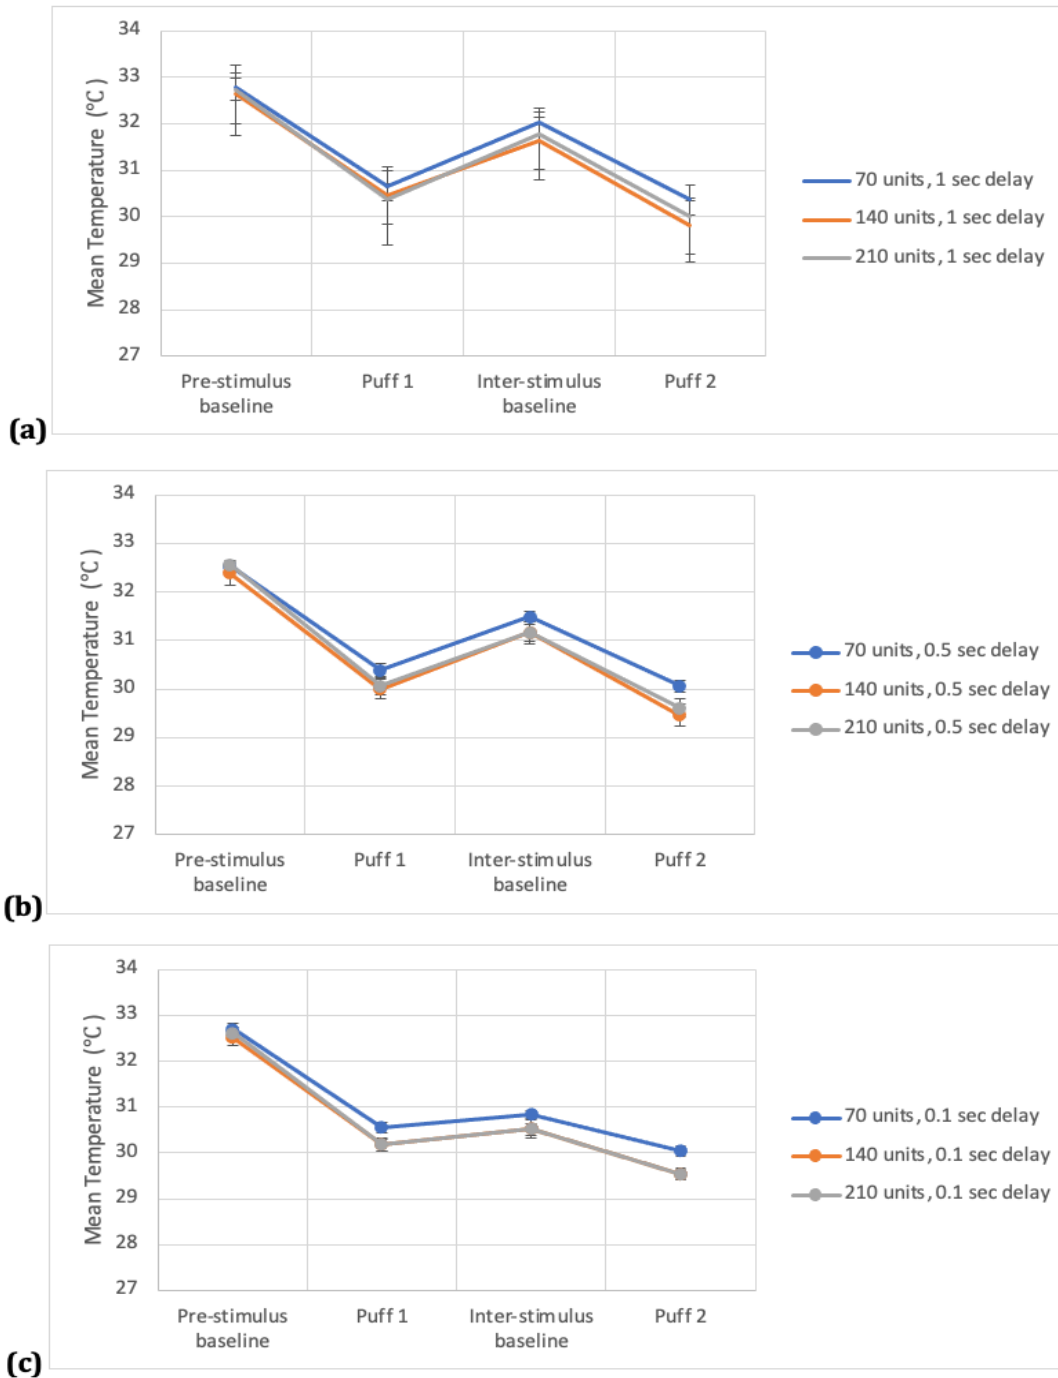 34
33
32
31
30
29
28
27
Mean Temperature (°C)
Pre-stimulus
baseline
Puff 1
Inter-stimulus
baseline
Puff 2
70 units, 1 sec delay
140 units, 1 sec delay
210 units, 1 sec delay
(a)
34
33
32
31
30
29
28
27
Mean Temperature (°C)
Pre-stimulus
baseline
Puff 1
Inter-stimulus
baseline
Puff 2
70 units, 0.5 sec delay
140 units, 0.5 sec delay
210 units, 0.5 sec delay
(b)
34
33
32
31
30
29
28
27
Mean Temperature (°C)
Pre-stimulus
baseline
Puff 1
Inter-stimulus
baseline
Puff 2
70 units, 0.1 sec delay
140 units, 0.1 sec delay
210 units, 0.1 sec delay
(c)